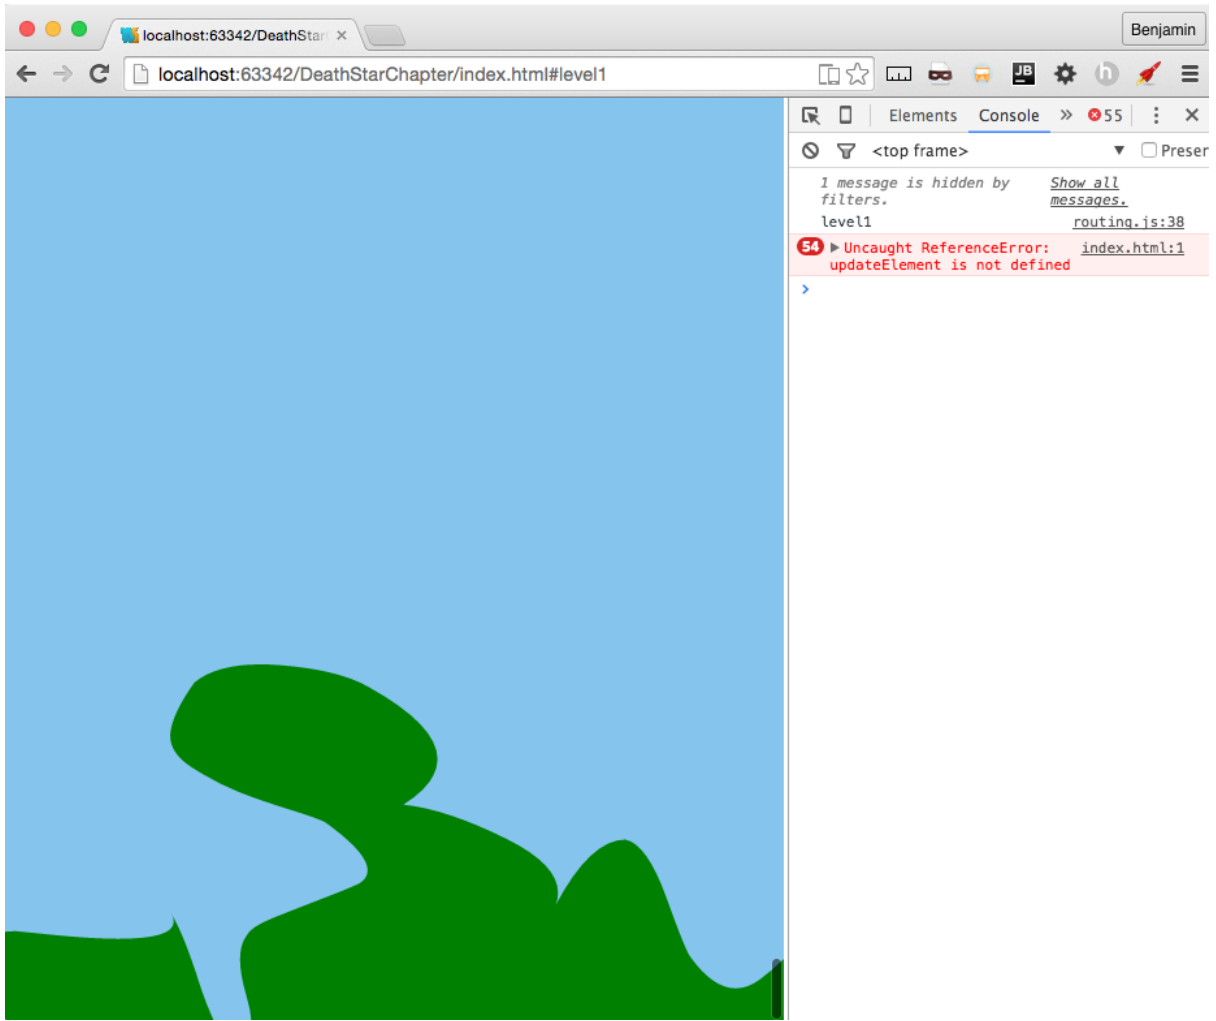 localhost:63342/DeathStar
Benjamin
localhost:63342/DeathStarChapter/index.html#level1
JB
h
Elements Console » 55
<top frame> ▼ Preser
1 message is hidden by filters. Show all messages.
level1 routing.js:38
54 ▶ Uncaught ReferenceError: index.html:1
updateElement is not defined
>